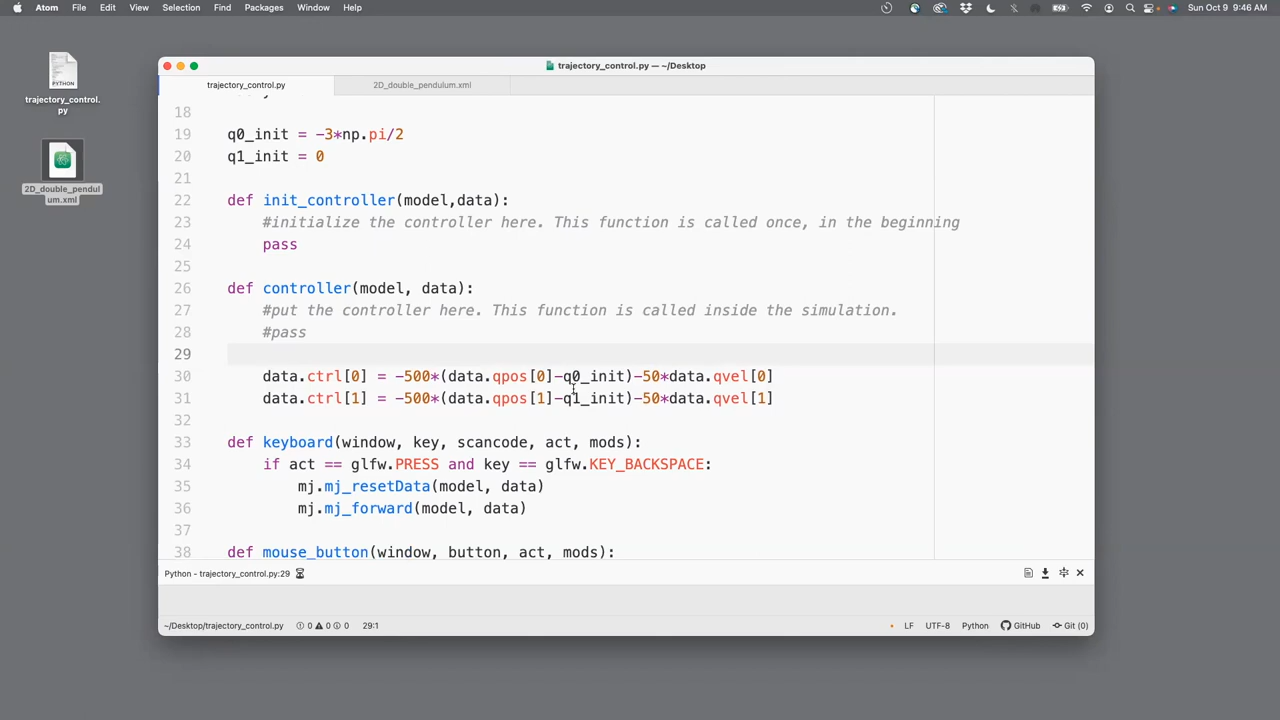 Atom File Edit View Selection Find Packages Window Help Sun Oct 9 9:46 AM
trajectory_control.py — ~/Desktop
trajectory_control.py 2D_double_pendulum.xml
PYTHON
trajectory_control.
py
2D_double_pendul
um.xml
18
19 q0_init = -3*np.pi/2
20 q1_init = 0
21
22 def init_controller(model,data):
23 #initialize the controller here. This function is called once, in the beginning
24 pass
25
26 def controller(model, data):
27 #put the controller here. This function is called inside the simulation.
28 #pass
29
30 data.ctrl[0] = -500*(data.qpos[0]-q0_init)-50*data.qvel[0]
31 data.ctrl[1] = -500*(data.qpos[1]-q1_init)-50*data.qvel[1]
32
33 def keyboard(window, key, scancode, act, mods):
34 if act == glfw.PRESS and key == glfw.KEY_BACKSPACE:
35 mj.mj_resetData(model, data)
36 mj.mj_forward(model, data)
37
38 def mouse_button(window, button, act, mods):
Python - trajectory_control.py:29
~/Desktop/trajectory_control.py 0 0 0 29:1 LF UTF-8 Python GitHub Git (0)